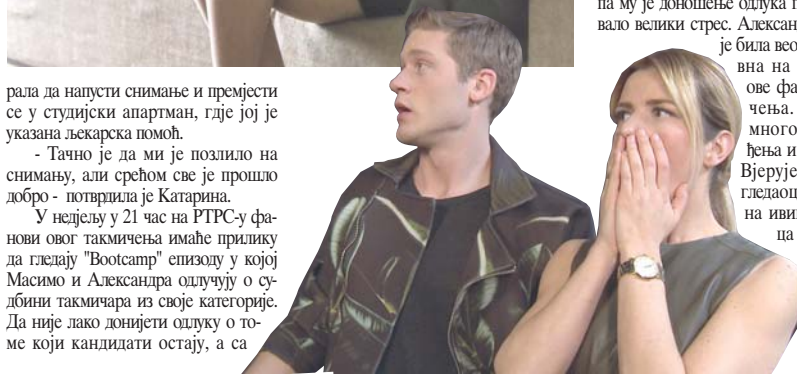 рала да напусти снимање и премјести
се у студијски апартман, гдје јој је
указана љекарска помоћ.
- Тачно је да ми је позлило на
снимању, али срећом све је прошло
добро - потврдила је Катарина.
У недјељу у 21 час на РТРС-у фа-
нови овог такмичења имаће прилику
да гледају "Bootcamp" епизоду у којој
Масимо и Александра одлучују о су-
дбини такмичара из своје категорије.
Да није лако донијети одлуку о то-
ме који кандидати остају, а са
па му је доношење одлука п
вало велики стрес. Алексан
је била вео
вна на
ове фа
чења.
много
ђења и
Вјерује
гледаоц
на иви
ца